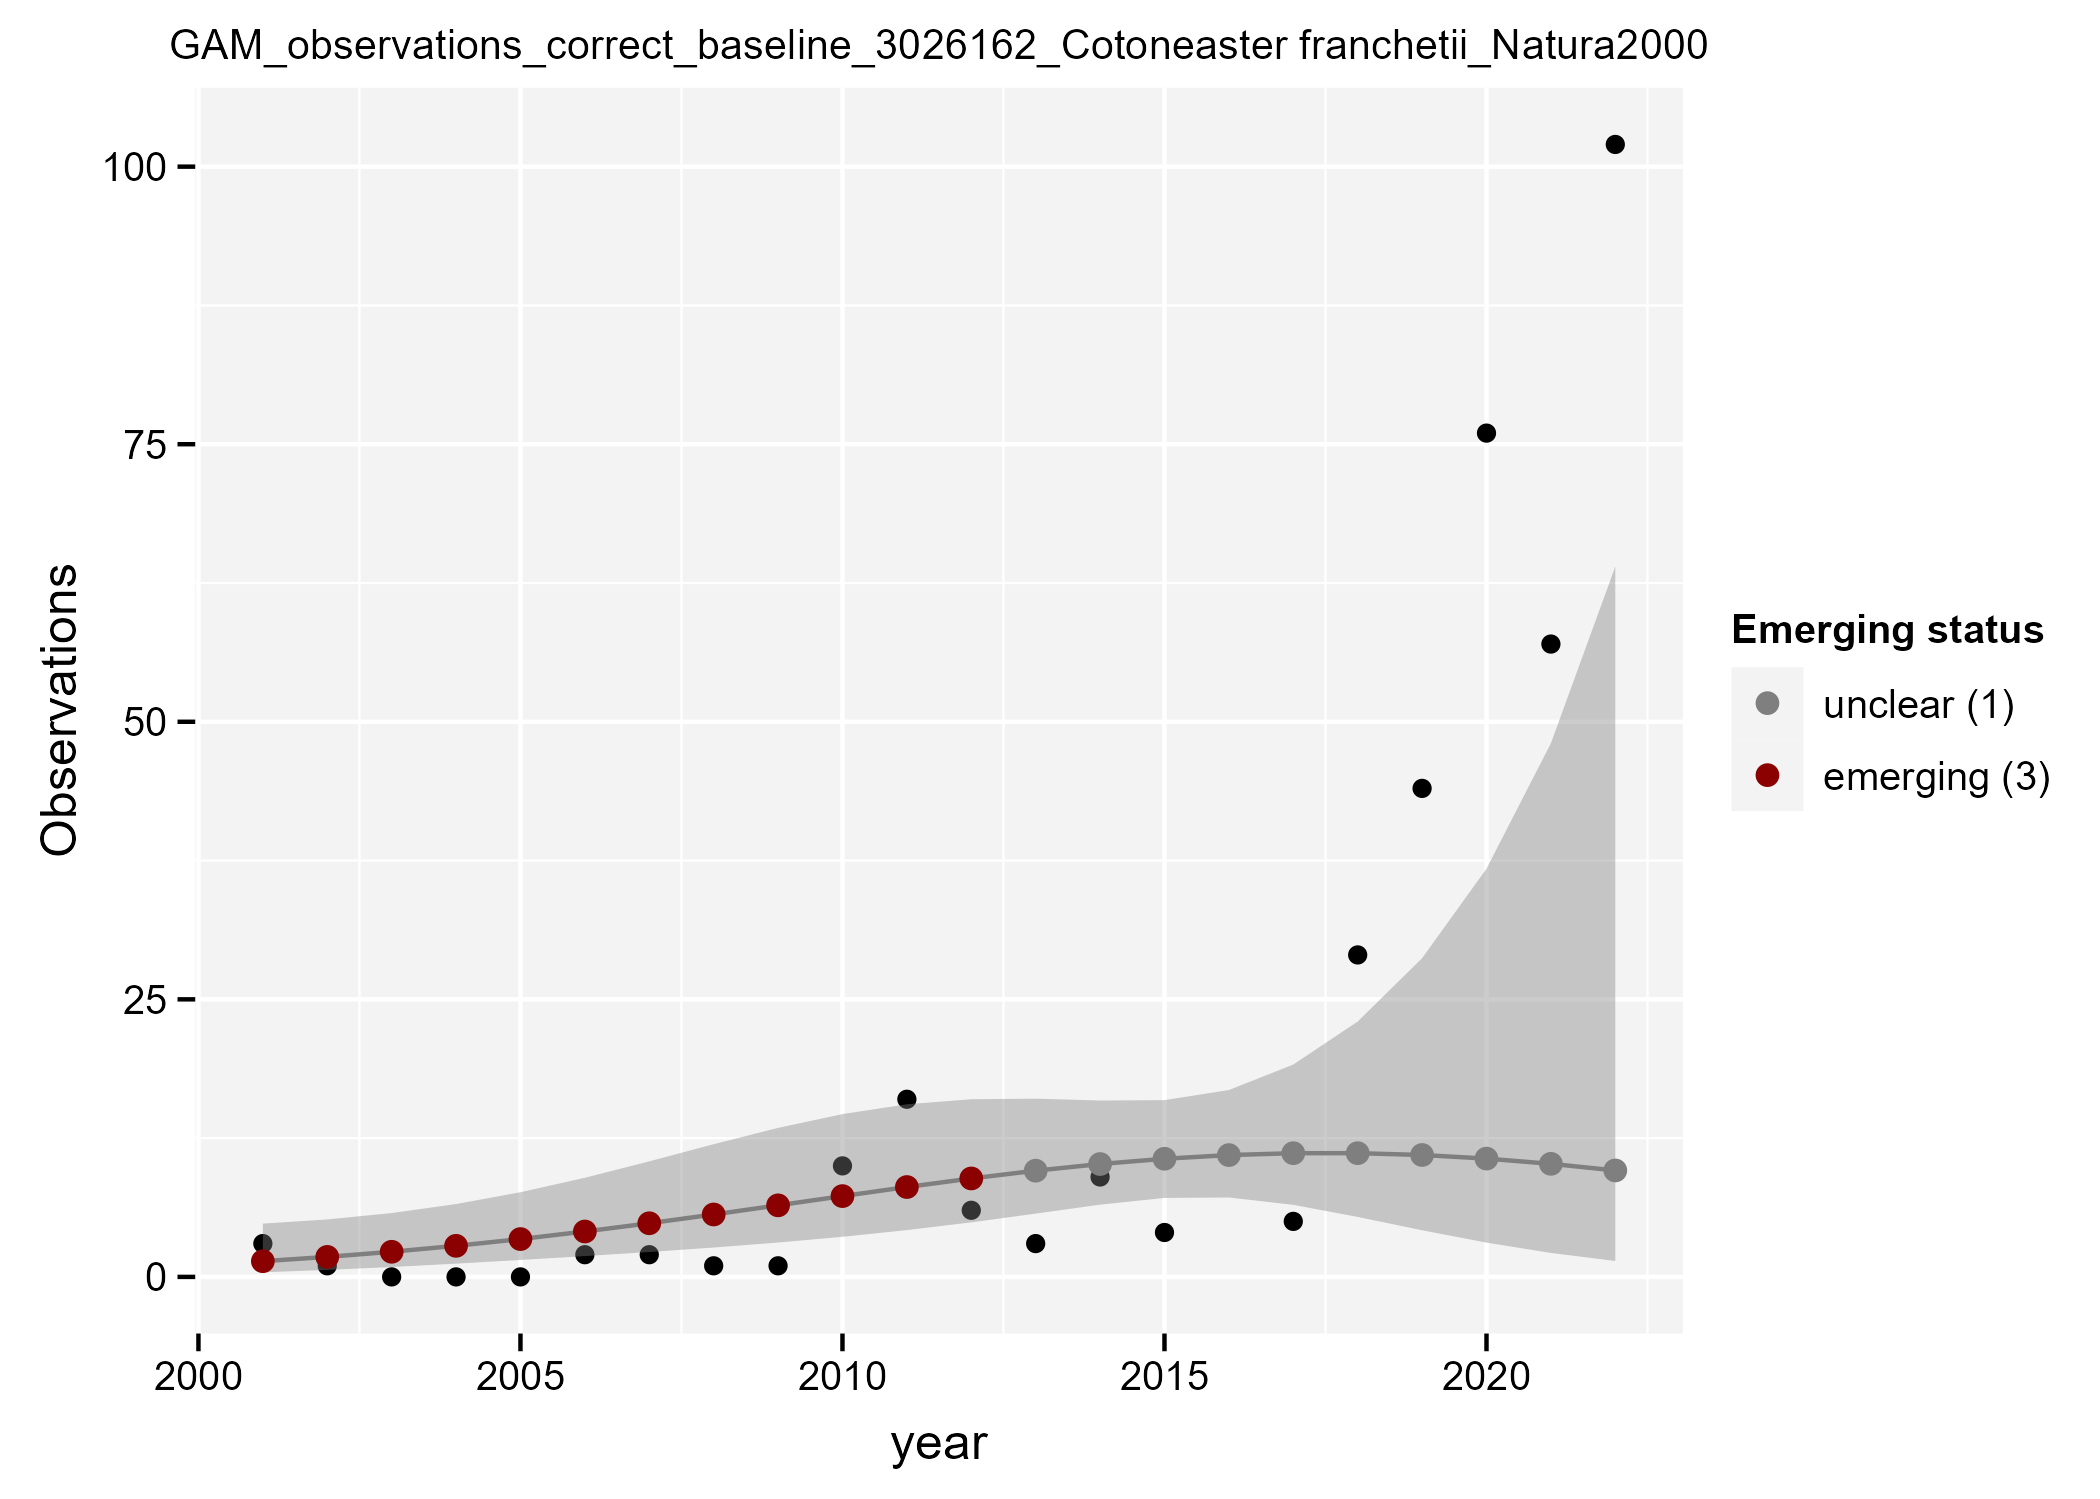 GAM_observations_correct_baseline_3026162_Cotoneaster franchetii_Natura2000
100
75
50
25
0
Observations
2000 2005 2010 2015 2020
year
Emerging status
unclear (1)
emerging (3)